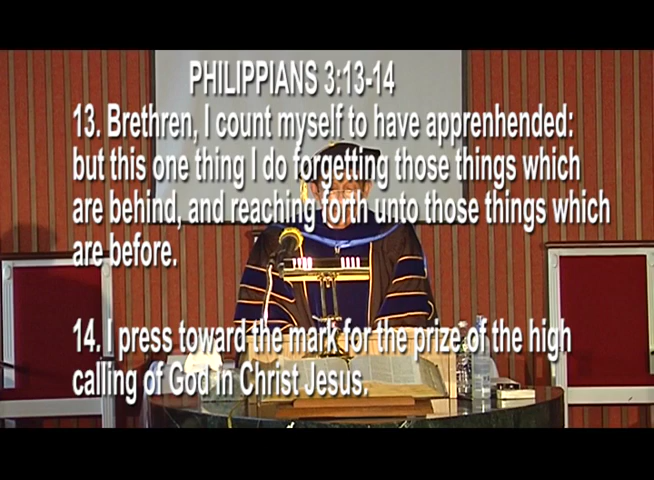 PHILIPPIANS 3:13-14
13. Brethren, I count myself to have apprenhended:
but this one thing I do forgetting those things which
are behind, and reaching forth unto those things which
are before.
14. I press toward the mark for the prize of the high
calling of God in Christ Jesus.